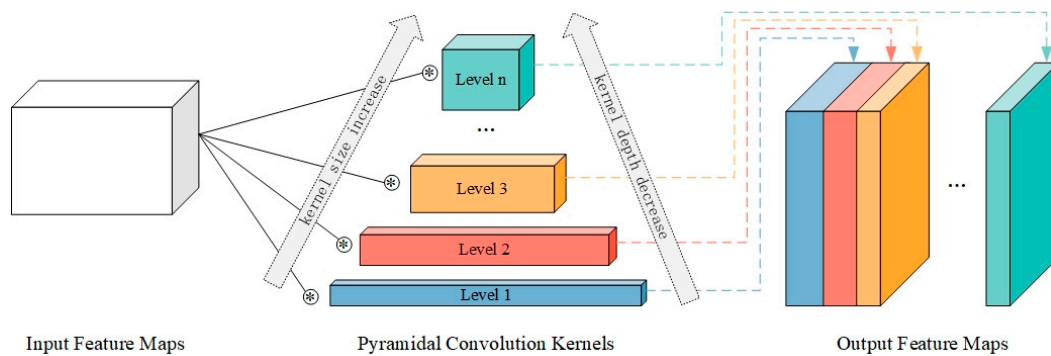 Level n
...
kernel size increase
kernel depth decrease
Level 3
...
Level 2
Level 1
Input Feature Maps
Pyramidal Convolution Kernels
Output Feature Maps